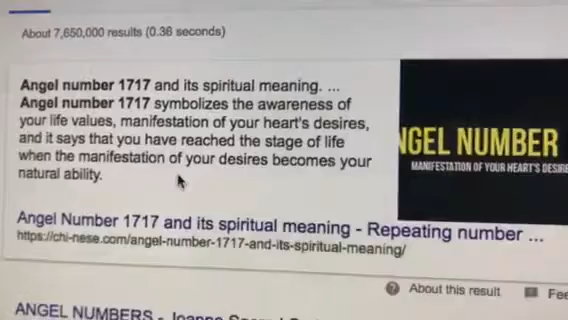 About 7,650,000 results (0.36 seconds)
Angel number 1717 and its spiritual meaning. ...
Angel number 1717 symbolizes the awareness of
your life values, manifestation of your heart's desires,
and it says that you have reached the stage of life
when the manifestation of your desires becomes your
natural ability.
NGEL NUMBER
MANIFESTATION OF YOUR HEART'S DESIRE
Angel Number 1717 and its spiritual meaning - Repeating number ...
https://chi-nese.com/angel-number-1717-and-its-spiritual-meaning/
About this result
Fee
ANGEL NUMBERS -